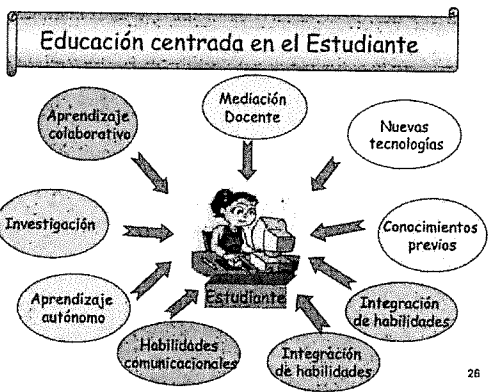 Educación centrada en el Estudiante
Mediación
Docente
Aprendizaje
colaborativo
Nuevas
tecnologías
Investigación
Conocimientos
previos
Estudiante
Aprendizaje
autónomo
Integración
de habilidades
Habilidades
comunicacionales
Integración
de habilidades
26